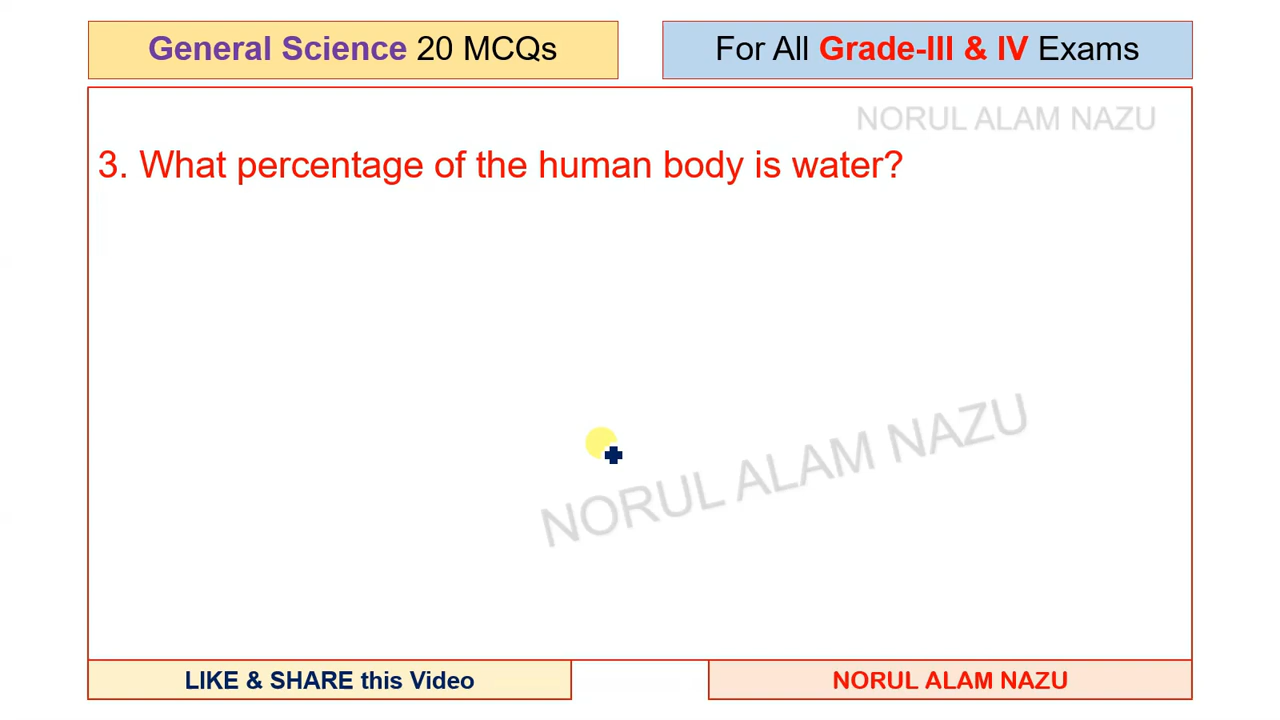 General Science 20 MCQs
For All Grade-III & IV Exams
NORUL ALAM NAZU
3. What percentage of the human body is water?
NORUL ALAM NAZU
LIKE & SHARE this Video
NORUL ALAM NAZU